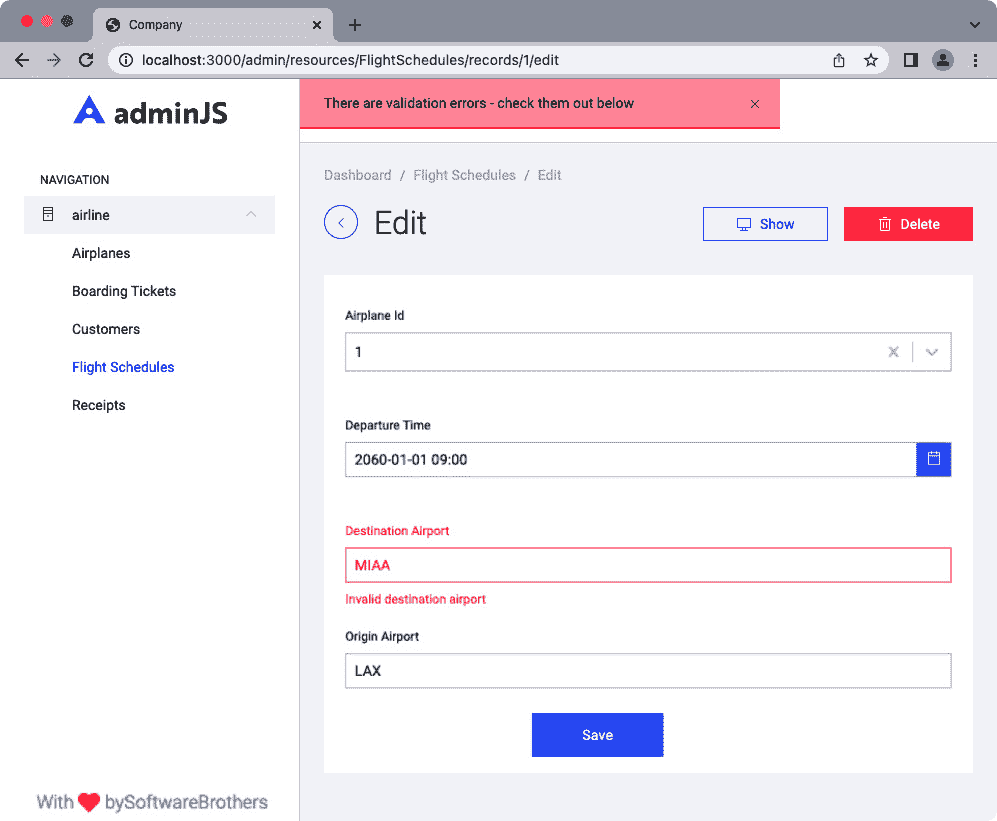 Company
localhost:3000/admin/resources/FlightSchedules/records/1/edit
adminJS
There are validation errors - check them out below
NAVIGATION
airline
Airplanes
Boarding Tickets
Customers
Flight Schedules
Receipts
Dashboard / Flight Schedules / Edit
Edit
Show
Delete
Airplane Id
1
Departure Time
2060-01-01 09:00
Destination Airport
MIAA
Invalid destination airport
Origin Airport
LAX
Save
With ❤ bySoftwareBrothers